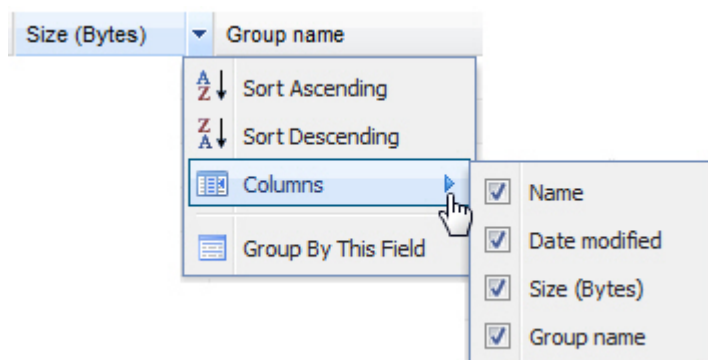 Size (Bytes) Group name
Sort Ascending
Sort Descending
Columns
Name
Date modified
Group By This Field
Size (Bytes)
Group name